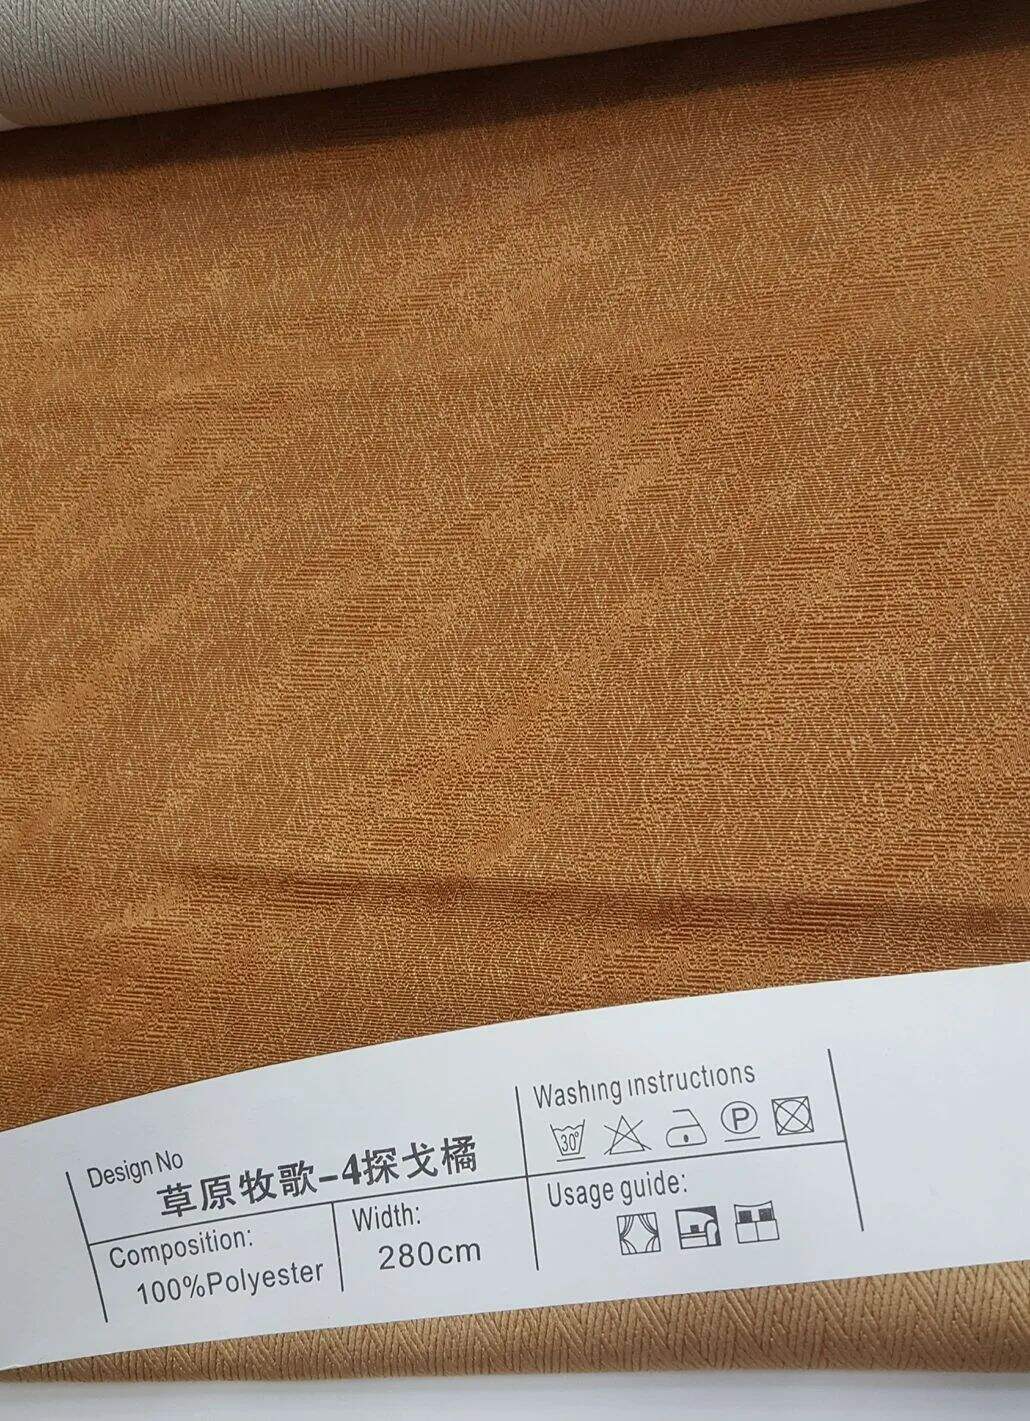 Design No
草原牧歌-4探戈橘
Composition:
100%Polyester
Width:
280cm
Washing instructions
30°
P
Usage guide: